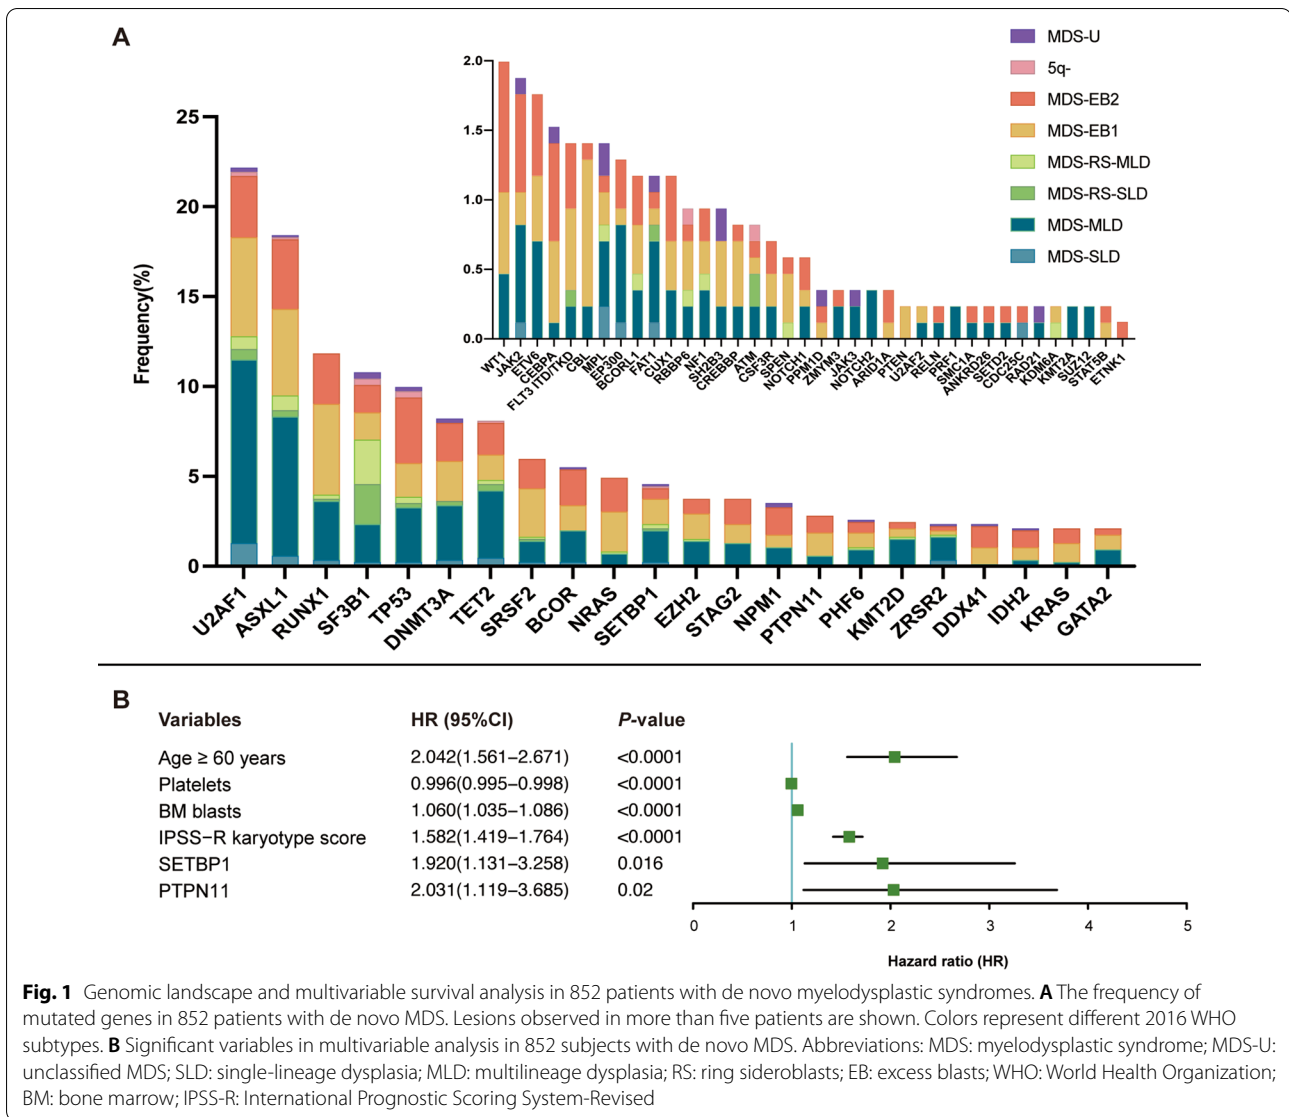 A
MDS-U
5q-
MDS-EB2
MDS-EB1
MDS-RS-MLD
MDS-RS-SLD
MDS-MLD
MDS-SLD
2.0
1.5
1.0
0.5
0.0
WT1
JAK2
ETV6
CEBPA
FLT3 ITD/TKD
CBL
MPL
EP300
BCORL1
FAT1
CUX1
RBBP6
NF1
SH2B3
CREBBP
ATM
CSF3R
SPEN
NOTCH1
PPM1D
ZMYM3
JAK3
NOTCH2
ARID1A
PTEN
U2AF2
RELN
PRF1
SMC1A
ANKRD26
SETD2
CDC25C
RAD21
KDM6A
KMT2A
SUZ12
STAT5B
ETNK1
Frequency(%)
25
20
15
10
5
0
U2AF1
ASXL1
RUNX1
SF3B1
TP53
DNMT3A
TET2
SRSF2
BCOR
NRAS
SETBP1
EZH2
STAG2
NPM1
PTPN11
PHF6
KMT2D
ZRSR2
DDX41
IDH2
KRAS
GATA2
B
Variables HR (95%CI) P-value
Age ≥ 60 years 2.042(1.561–2.671) <0.0001
Platelets 0.996(0.995–0.998) <0.0001
BM blasts 1.060(1.035–1.086) <0.0001
IPSS−R karyotype score 1.582(1.419–1.764) <0.0001
SETBP1 1.920(1.131–3.258) 0.016
PTPN11 2.031(1.119–3.685) 0.02
0 1 2 3 4 5
Hazard ratio (HR)
Fig. 1 Genomic landscape and multivariable survival analysis in 852 patients with de novo myelodysplastic syndromes. A The frequency of
mutated genes in 852 patients with de novo MDS. Lesions observed in more than five patients are shown. Colors represent different 2016 WHO
subtypes. B Significant variables in multivariable analysis in 852 subjects with de novo MDS. Abbreviations: MDS: myelodysplastic syndrome; MDS-U:
unclassified MDS; SLD: single-lineage dysplasia; MLD: multilineage dysplasia; RS: ring sideroblasts; EB: excess blasts; WHO: World Health Organization;
BM: bone marrow; IPSS-R: International Prognostic Scoring System-Revised